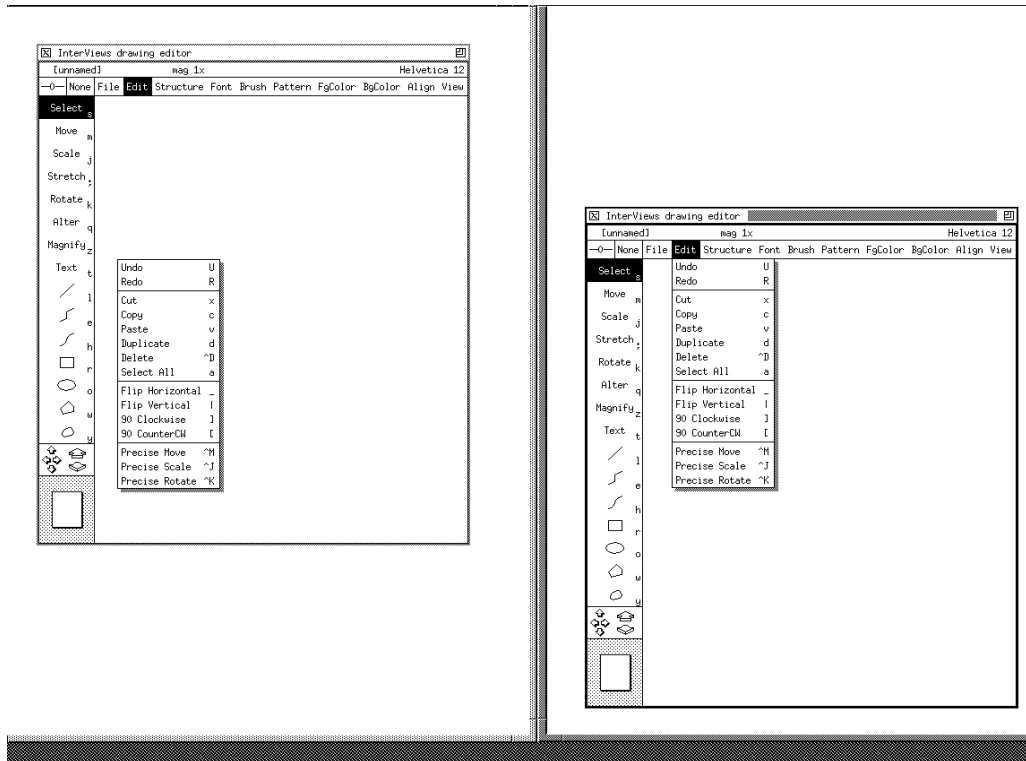 InterViews drawing editor
[unnamed] mag 1x Helvetica 12
None File Edit Structure Font Brush Pattern FgColor BgColor Align View
Select s
Move m
Scale j
Stretch ;
Rotate k
Alter q
Magnify z
Text t
l
e
h
r
o
w
y
Undo U
Redo R
Cut x
Copy c
Paste v
Duplicate d
Delete ^D
Select All a
Flip Horizontal _
Flip Vertical |
90 Clockwise ]
90 CounterCW [
Precise Move ^M
Precise Scale ^J
Precise Rotate ^K
InterViews drawing editor
[unnamed] mag 1x Helvetica 12
None File Edit Structure Font Brush Pattern FgColor BgColor Align View
Select s
Move m
Scale j
Stretch ;
Rotate k
Alter q
Magnify z
Text t
l
e
h
r
o
w
y
Undo U
Redo R
Cut x
Copy c
Paste v
Duplicate d
Delete ^D
Select All a
Flip Horizontal _
Flip Vertical |
90 Clockwise ]
90 CounterCW [
Precise Move ^M
Precise Scale ^J
Precise Rotate ^K